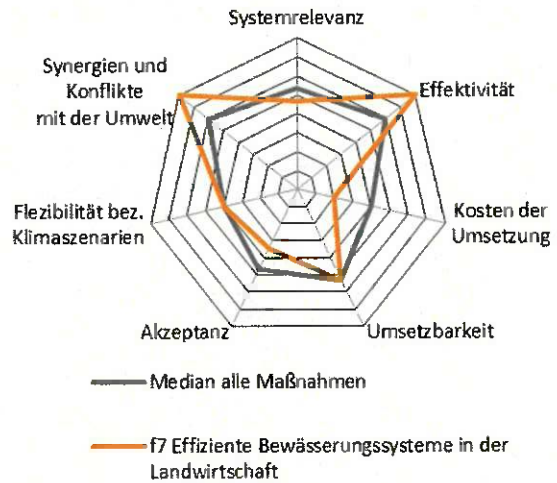 Systemrelevanz
Synergien und
Konflikte
mit der Umwelt
Effektivität
Flezibilität bez.
Klimaszenarien
Kosten der
Umsetzung
Akzeptanz
Umsetzbarkeit
Median alle Maßnahmen
f7 Effiziente Bewässerungssysteme in der
Landwirtschaft